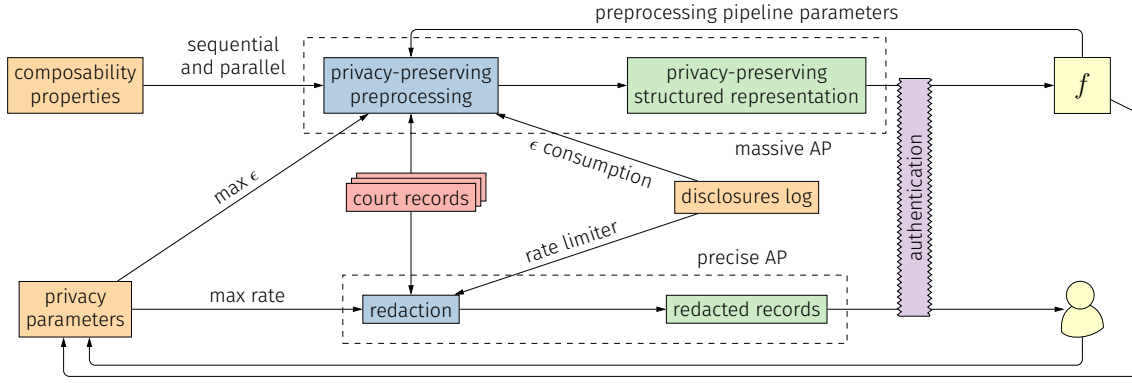 preprocessing pipeline parameters
sequential
and parallel
composability
properties
privacy-preserving
preprocessing
privacy-preserving
structured representation
f
massive AP
ϵ consumption
authentication
max ϵ
court records
disclosures log
rate limiter
precise AP
privacy
parameters
max rate
redaction
redacted records